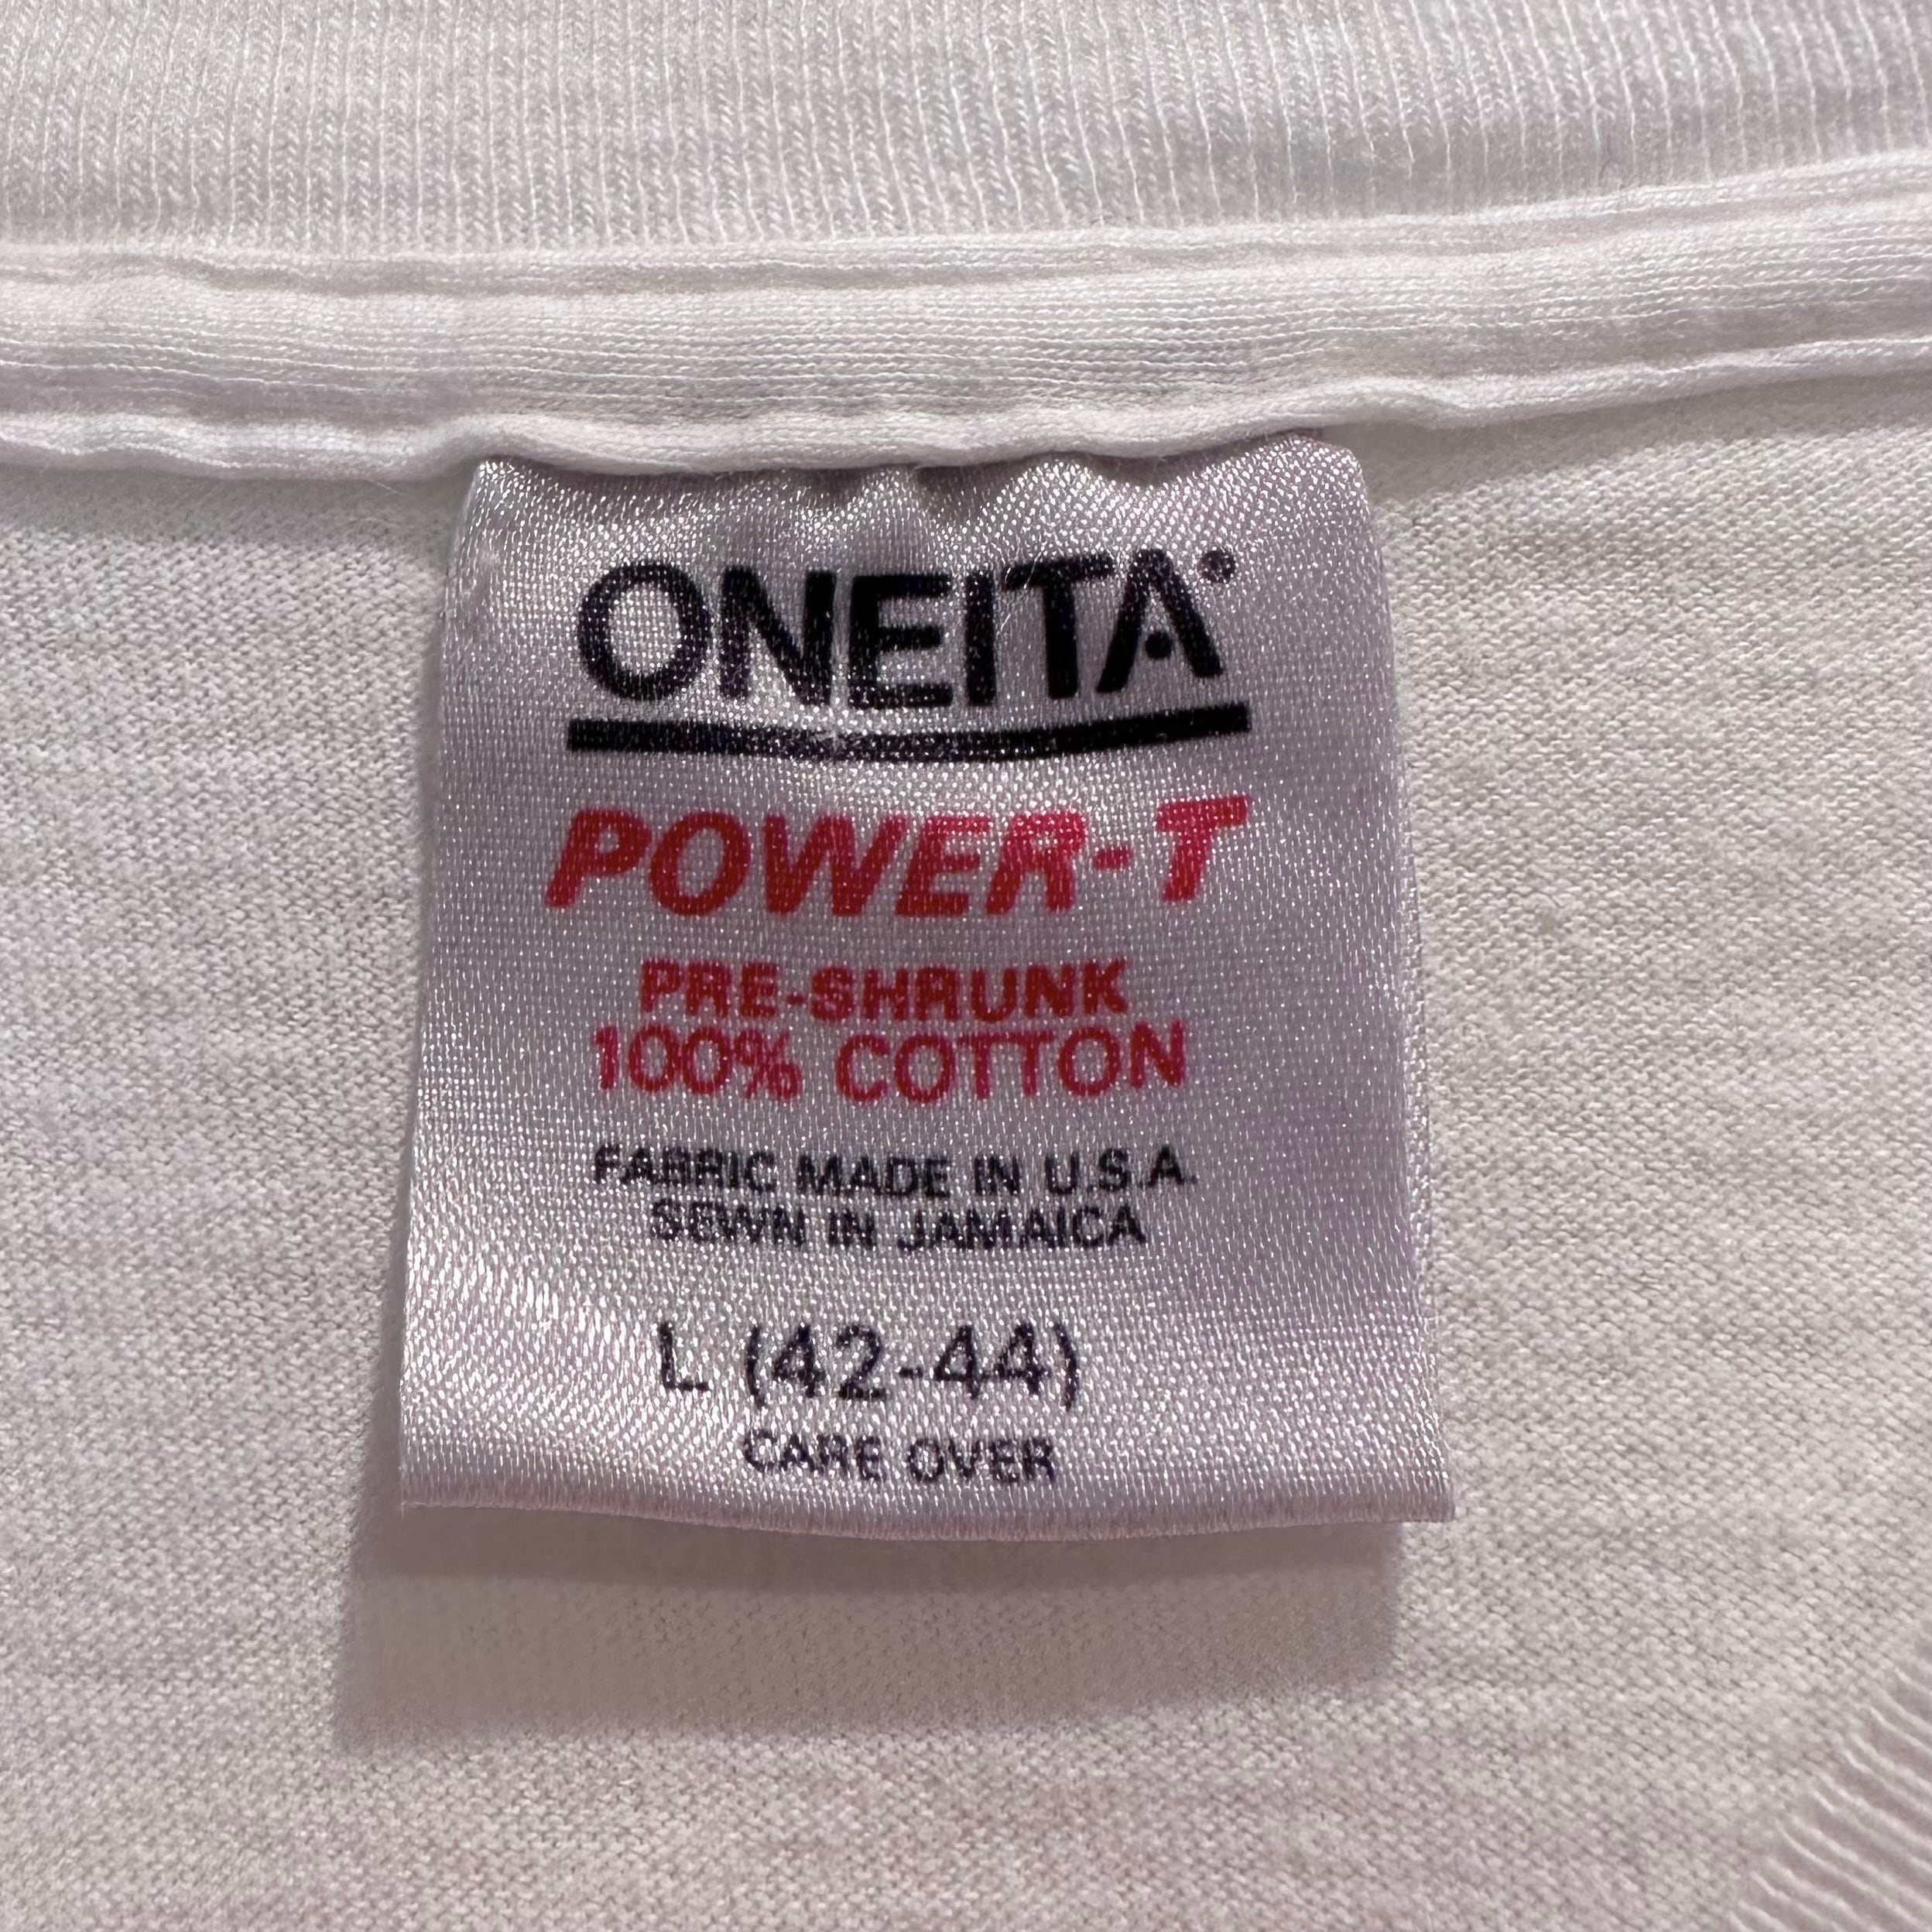 ONEITA
POWER-T
PRE-SHRUNK
100% COTTON
FABRIC MADE IN U.S.A.
SEWN IN JAMAICA
L (42-44)
CARE OVER